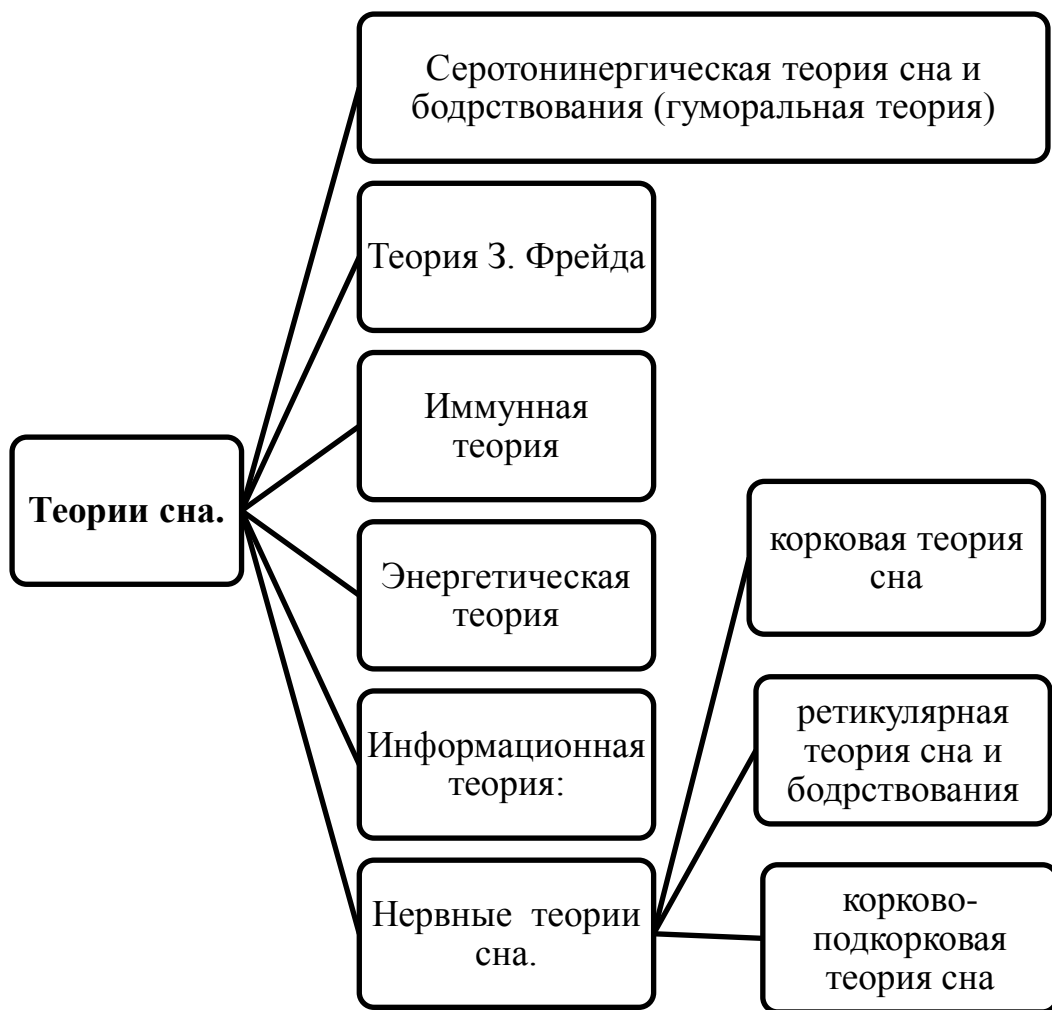 Серотонинергическая теория сна и
бодрствования (гуморальная теория)
Теория З. Фрейда
Иммунная
теория
Теории сна.
Энергетическая
теория
Информационная
теория:
Нервные теории
сна.
корковая теория
сна
ретикулярная
теория сна и
бодрствования
корково-
подкорковая
теория сна